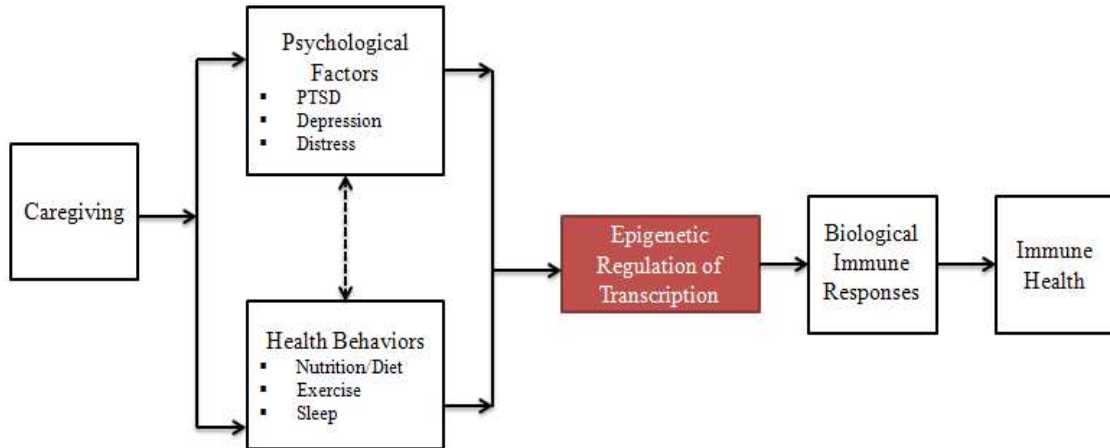 Caregiving
Psychological
Factors
▪ PTSD
▪ Depression
▪ Distress
Health Behaviors
▪ Nutrition/Diet
▪ Exercise
▪ Sleep
Epigenetic
Regulation of
Transcription
Biological
Immune
Responses
Immune
Health